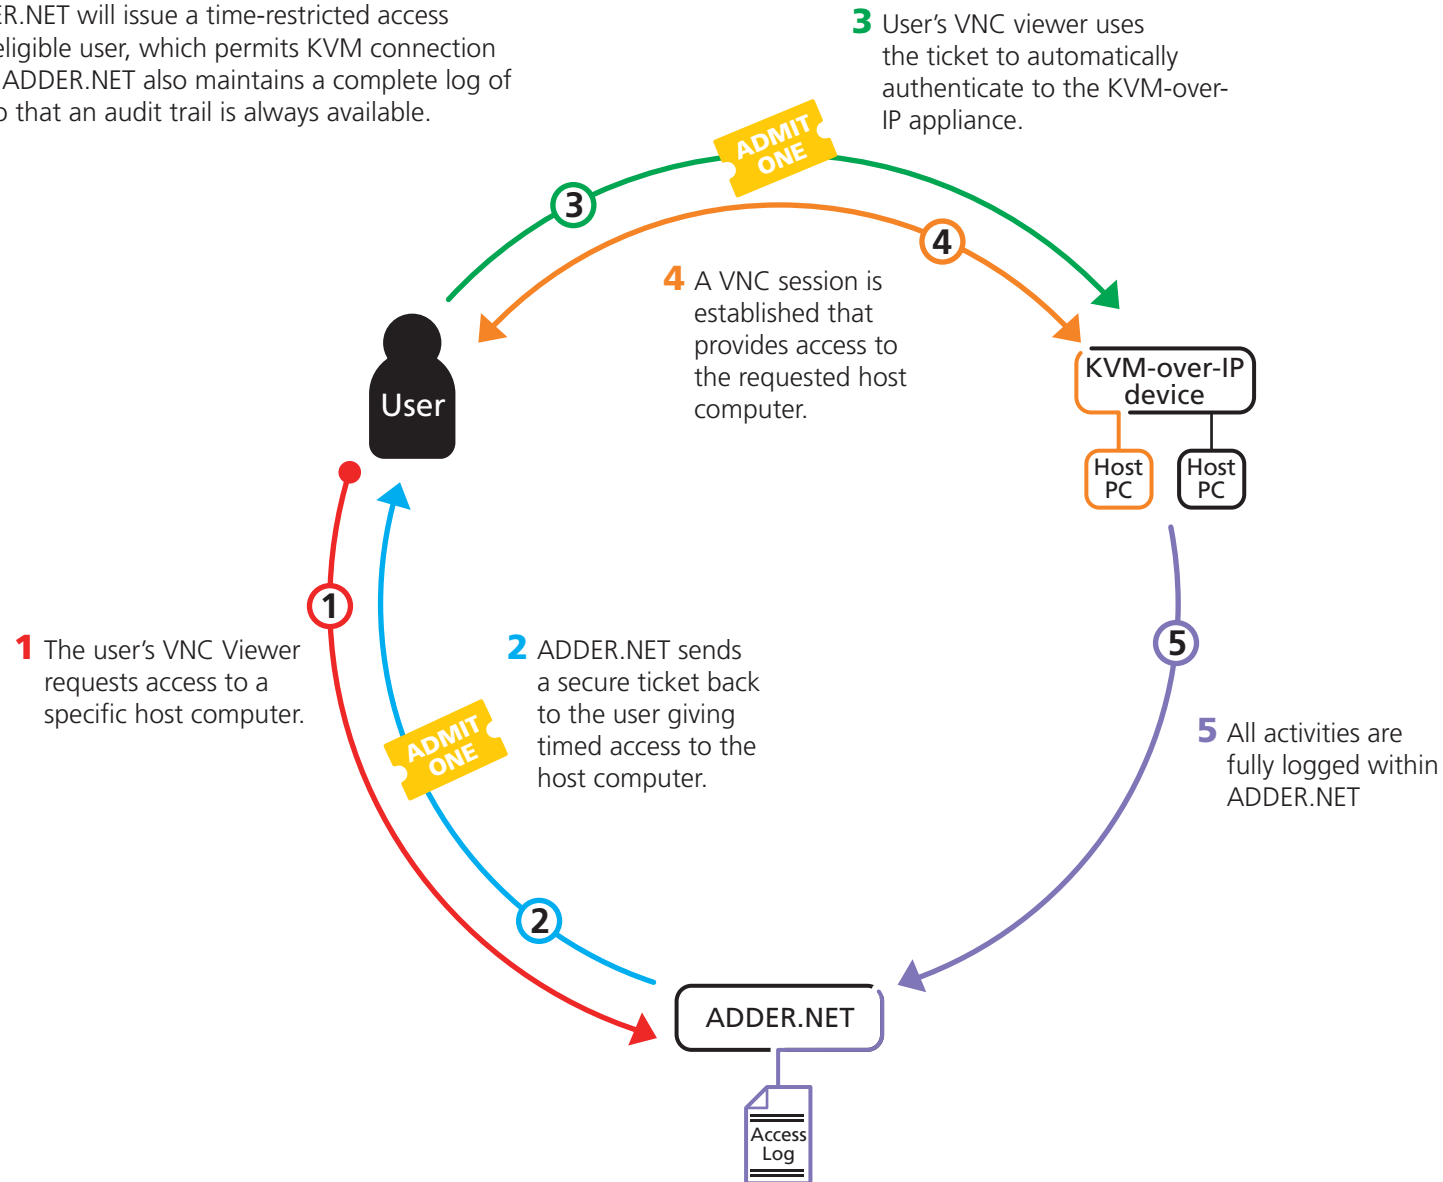 ER.NET will issue a time-restricted access
eligible user, which permits KVM connection
ADDER.NET also maintains a complete log of
o that an audit trail is always available.
3 User’s VNC viewer uses
the ticket to automatically
authenticate to the KVM-over-
IP appliance.
ADMIT
ONE
3
4
4 A VNC session is
established that
provides access to
the requested host
computer.
User
KVM-over-IP
device
Host
PC
Host
PC
1
1 The user’s VNC Viewer
requests access to a
specific host computer.
2 ADDER.NET sends
a secure ticket back
to the user giving
timed access to the
host computer.
ADMIT
ONE
5
5 All activities are
fully logged within
ADDER.NET
2
ADDER.NET
Access
Log